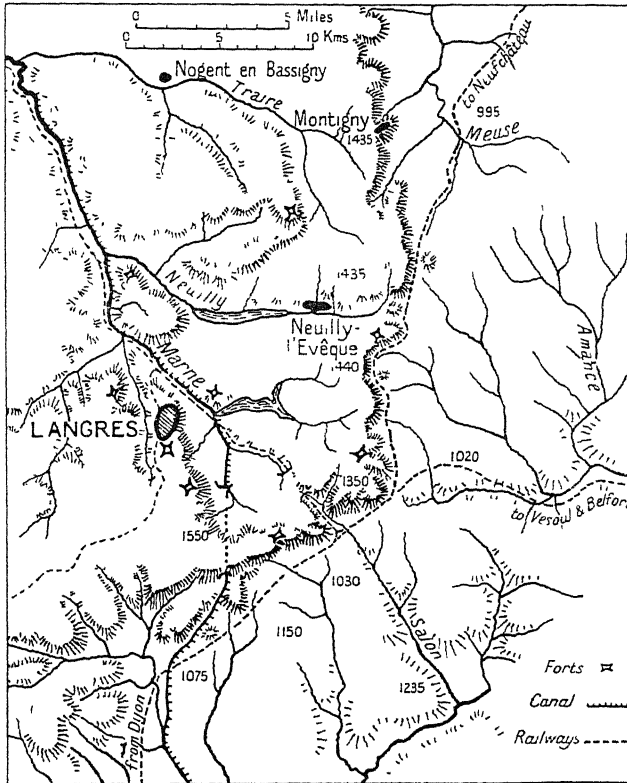 0 5 Miles
0 5 10 Kms
Nogent en Bassigny
Traire
to Neufchâteau
995
Meuse
Montigny
1435
Neuilly
1435
Neuilly-
l'Evêque
1440
Amance
Marne
LANGRES
1020
1350
to Vesoul & Belfort
1550
1030
1150
Salon
1075
1235
from Dijon
Forts
Canal
Railways